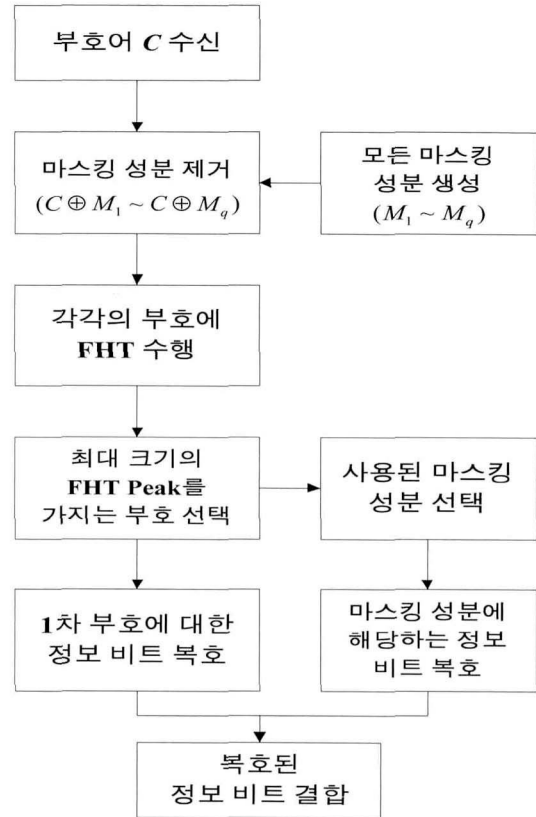 부호어 C 수신
마스킹 성분 제거
(C ⊕ M₁ ~ C ⊕ M_q)
모든 마스킹
성분 생성
(M₁ ~ M_q)
각각의 부호에
FHT 수행
최대 크기의
FHT Peak를
가지는 부호 선택
사용된 마스킹
성분 선택
1차 부호에 대한
정보 비트 복호
마스킹 성분에
해당하는 정보
비트 복호
복호된
정보 비트 결합